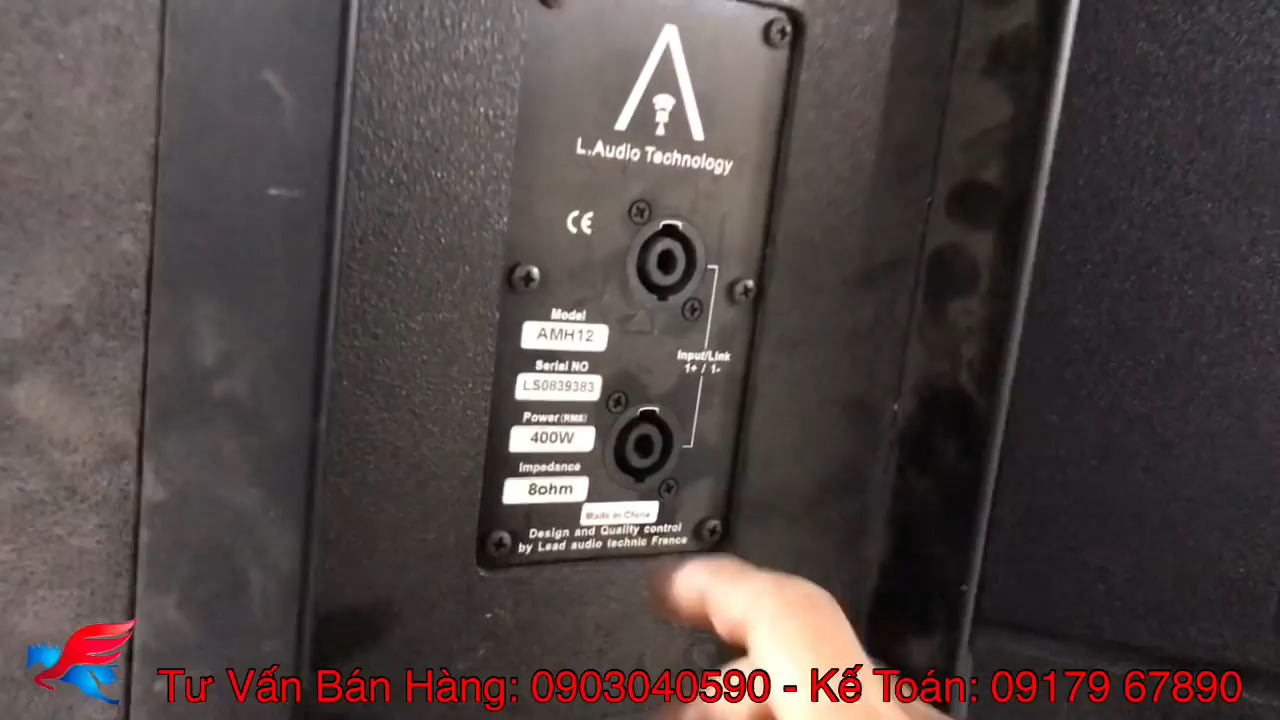 L.Audio Technology
CE
Model
AMH12
Serial NO
LS0839383
Input/Link
1+ / 1-
Power(RMS)
400W
Impedance
8ohm
Made in China
Design and Quality control
by Lead audio technic France
Tư Vấn Bán Hàng: 0903040590 - Kế Toán: 09179 67890